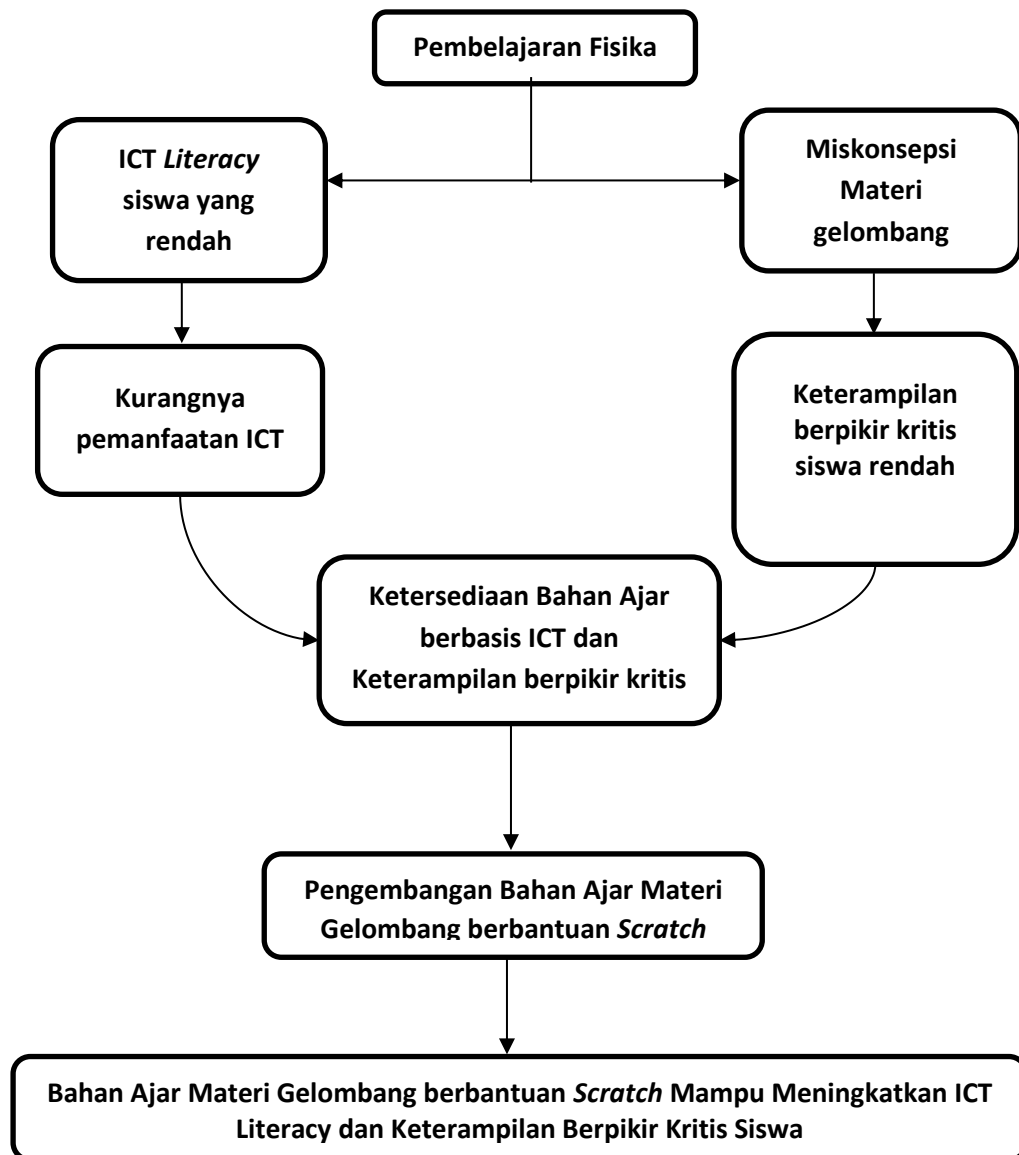 Pembelajaran Fisika
ICT Literacy
siswa yang
rendah
Miskonsepsi
Materi
gelombang
Kurangnya
pemanfaatan ICT
Keterampilan
berpikir kritis
siswa rendah
Ketersediaan Bahan Ajar
berbasis ICT dan
Keterampilan berpikir kritis
Pengembangan Bahan Ajar Materi
Gelombang berbantuan Scratch
Bahan Ajar Materi Gelombang berbantuan Scratch Mampu Meningkatkan ICT
Literacy dan Keterampilan Berpikir Kritis Siswa